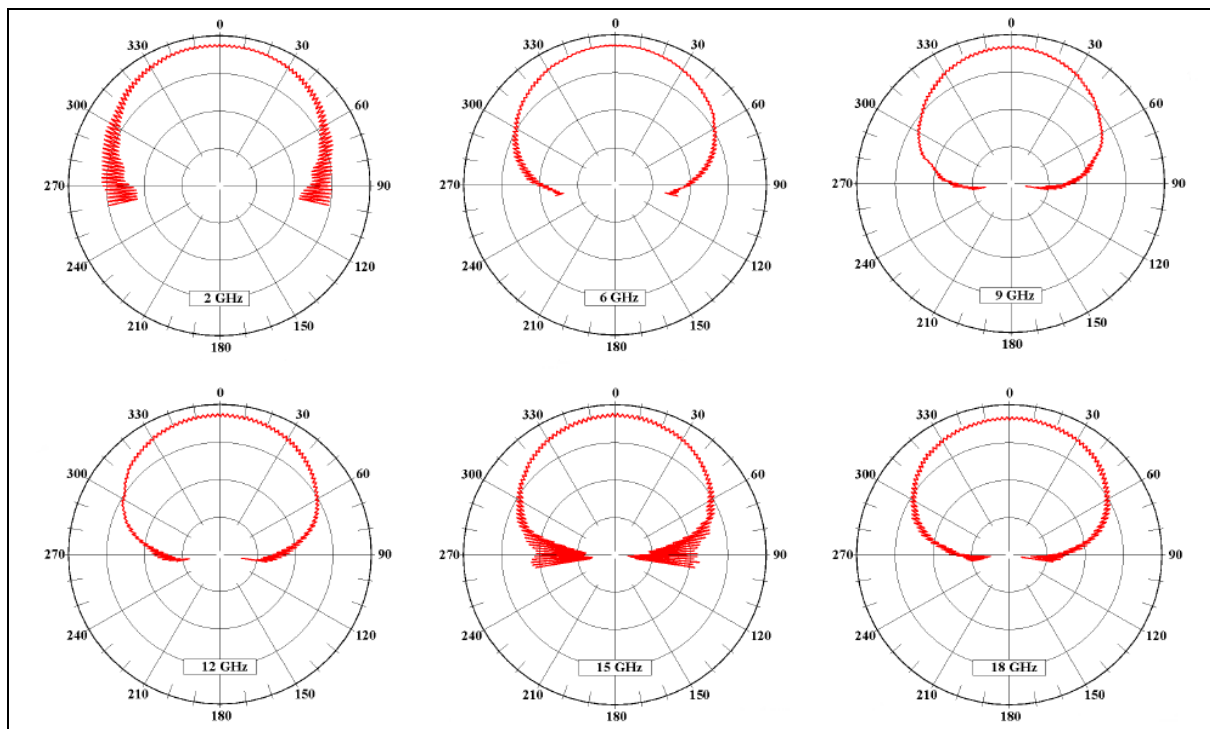 0 0 0
330 30 330 30 330 30
300 60 300 60 300 60
270 90 270 90 270 90
240 120 240 120 240 120
2 GHz 6 GHz 9 GHz
210 150 210 150 210 150
180 180 180
0 0 0
330 30 330 30 330 30
300 60 300 60 300 60
270 90 270 90 270 90
240 120 240 120 240 120
12 GHz 15 GHz 18 GHz
210 150 210 150 210 150
180 180 180